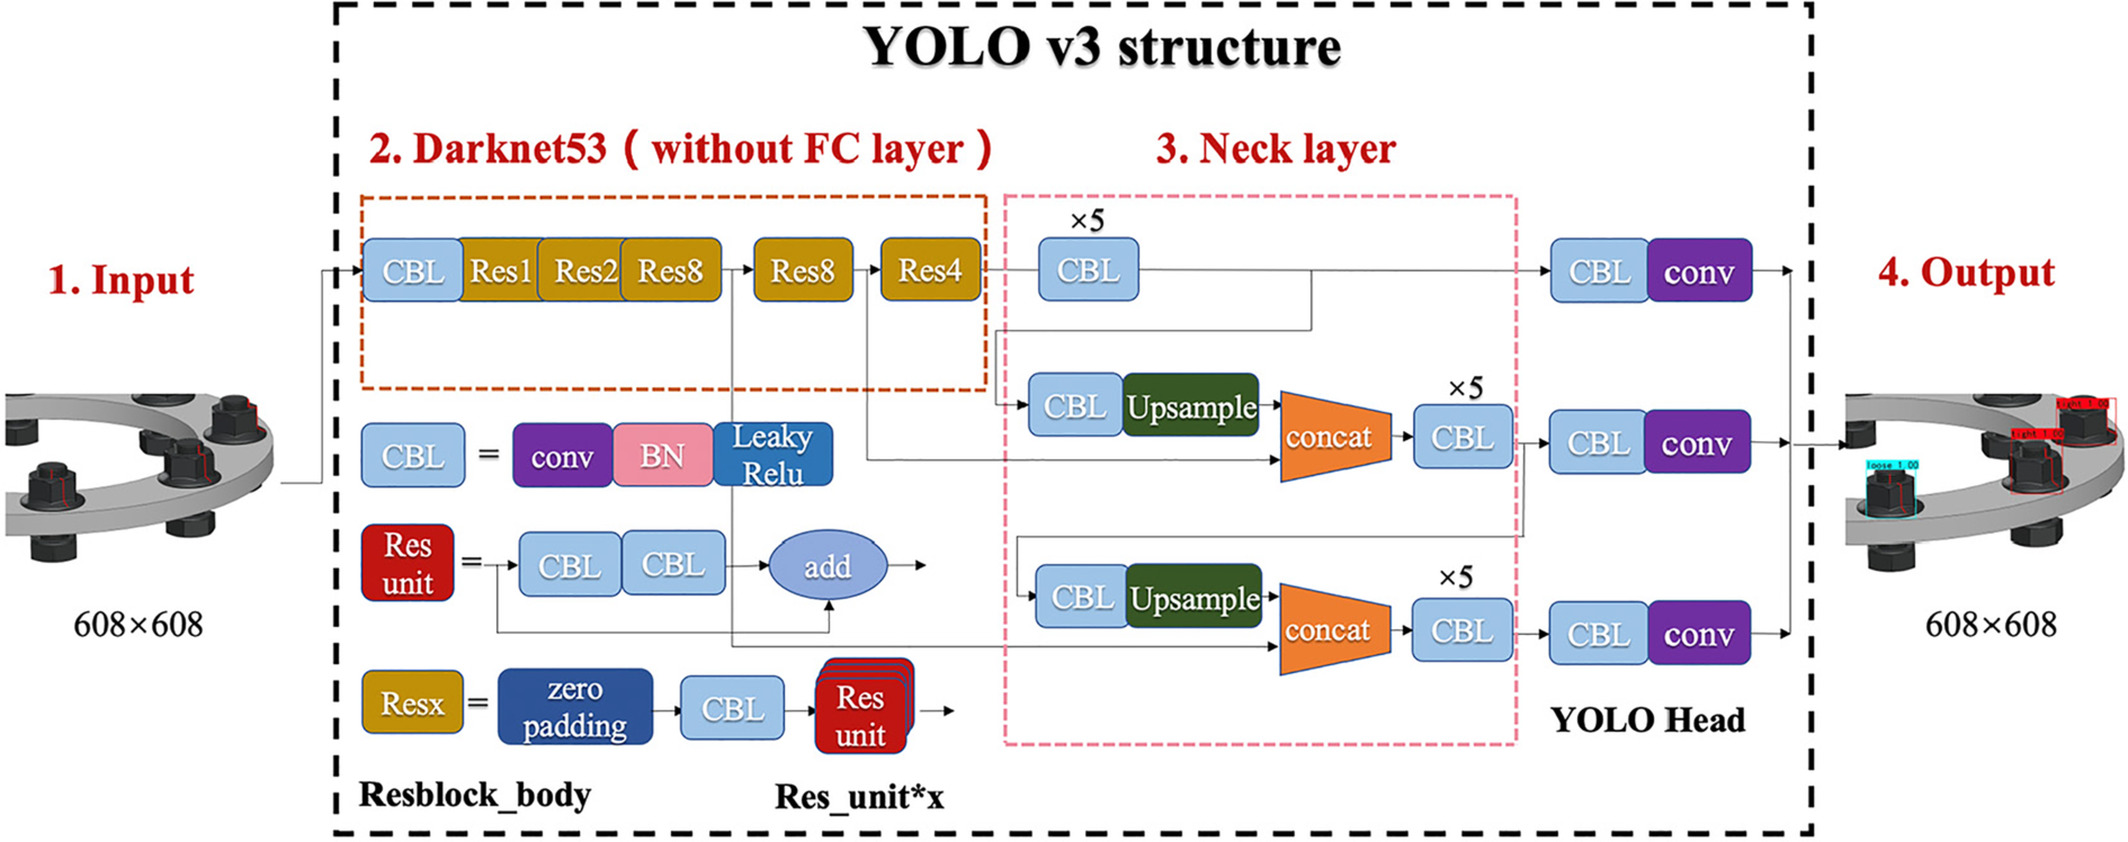 YOLO v3 structure
2. Darknet53 ( without FC layer )
3. Neck layer
1. Input
4. Output
×5
CBL Res1 Res2 Res8 Res8 Res4 CBL CBL conv
CBL Upsample concat ×5 CBL CBL conv
CBL = conv BN Leaky Relu
Res unit = CBL CBL add
CBL Upsample concat ×5 CBL CBL conv
Resx = zero padding CBL Res unit
YOLO Head
Resblock_body
Res_unit*x
608×608
608×608
tight 1.00
tight 1.00
loose 1.00